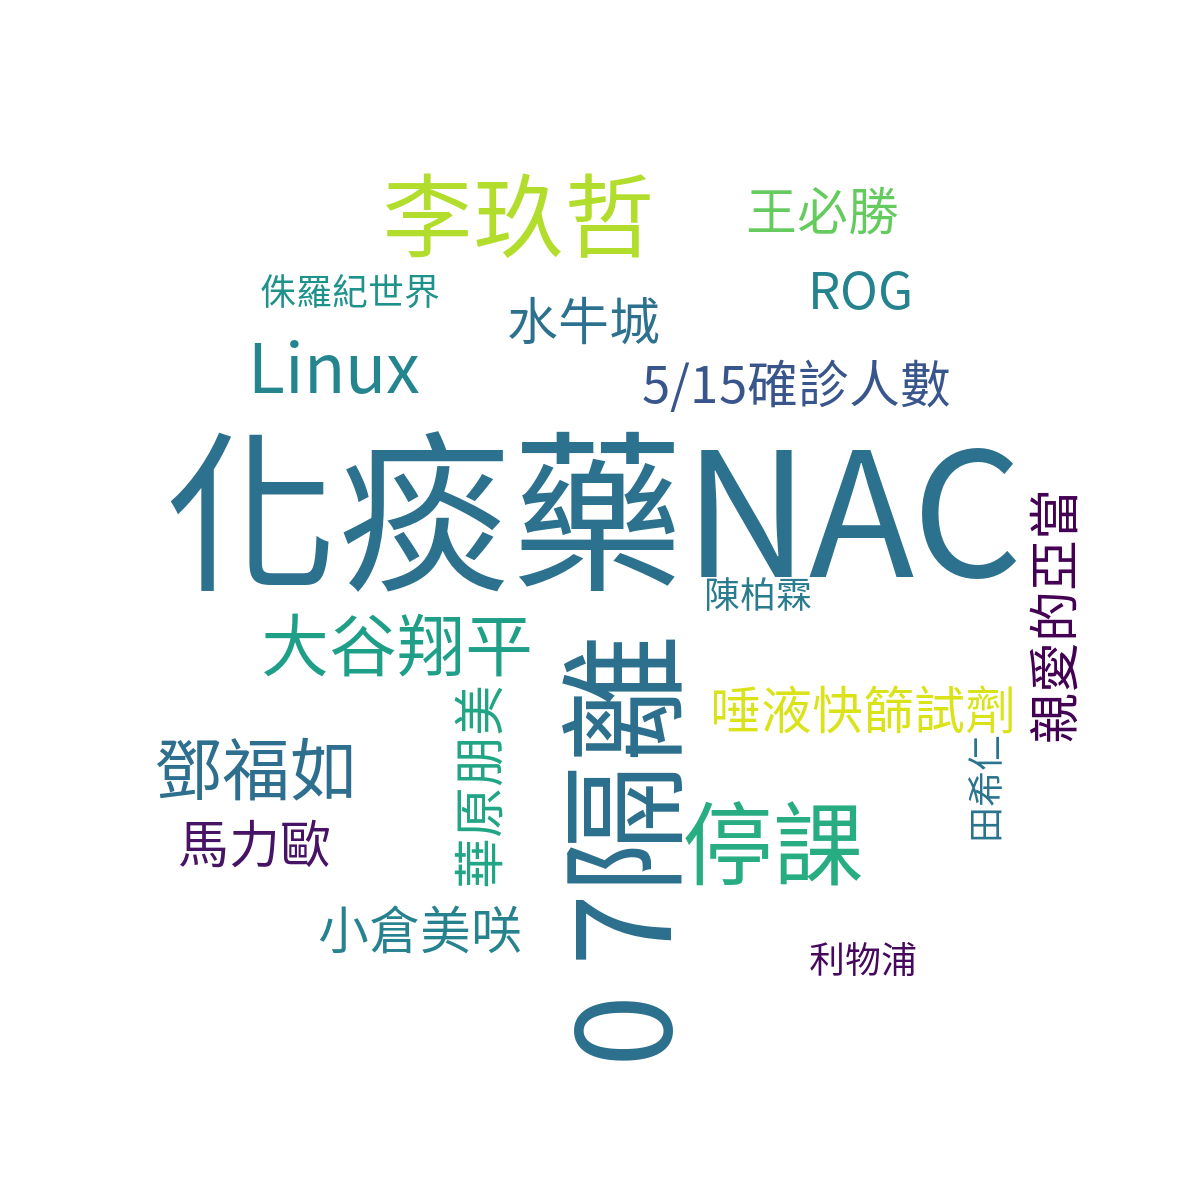 李玖哲
王必勝
侏羅紀世界
ROG
水牛城
Linux
5/15確診人數
化痰藥NAC
親愛的亞當
陳柏霖
大谷翔平
07隔離
唾液快篩試劑
華原朋美
鄧福如
田希仁
停課
馬力歐
小倉美咲
利物浦